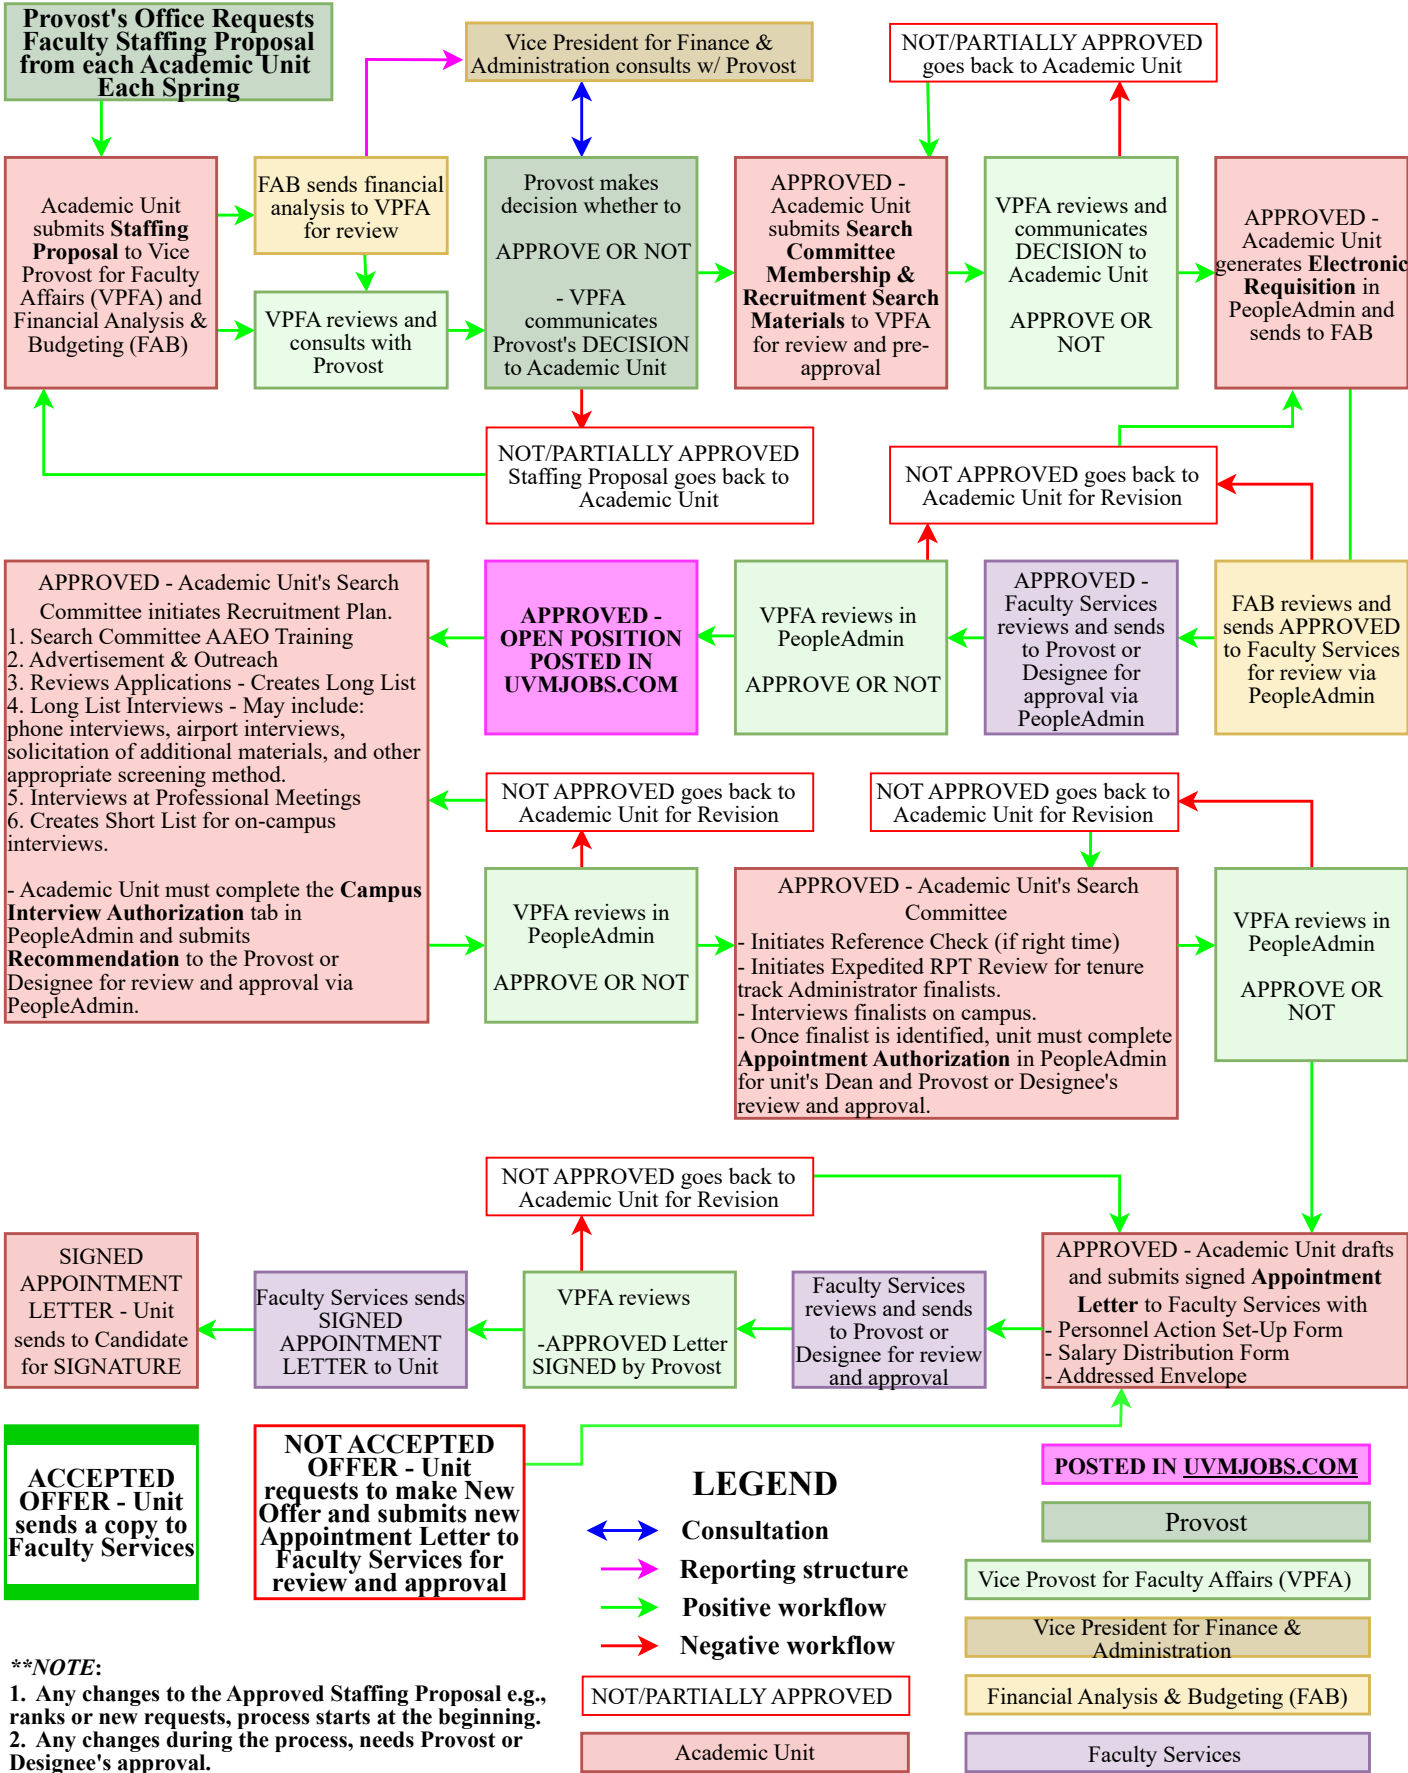 Provost's Office Requests
Faculty Staffing Proposal
from each Academic Unit
Each Spring
Vice President for Finance &
Administration consults w/ Provost
NOT/PARTIALLY APPROVED
goes back to Academic Unit
Academic Unit
submits Staffing
Proposal to Vice
Provost for Faculty
Affairs (VPFA) and
Financial Analysis &
Budgeting (FAB)
FAB sends financial
analysis to VPFA
for review
VPFA reviews and
consults with
Provost
Provost makes
decision whether to
APPROVE OR NOT
- VPFA
communicates
Provost's DECISION
to Academic Unit
APPROVED -
Academic Unit
submits Search
Committee
Membership &
Recruitment Search
Materials to VPFA
for review and pre-
approval
VPFA reviews and
communicates
DECISION to
Academic Unit
APPROVE OR
NOT
APPROVED -
Academic Unit
generates Electronic
Requisition in
PeopleAdmin and
sends to FAB
NOT/PARTIALLY APPROVED
Staffing Proposal goes back to
Academic Unit
NOT APPROVED goes back to
Academic Unit for Revision
APPROVED - Academic Unit's Search
Committee initiates Recruitment Plan.
1. Search Committee AAEO Training
2. Advertisement & Outreach
3. Reviews Applications - Creates Long List
4. Long List Interviews - May include:
phone interviews, airport interviews,
solicitation of additional materials, and other
appropriate screening method.
5. Interviews at Professional Meetings
6. Creates Short List for on-campus
interviews.
- Academic Unit must complete the Campus
Interview Authorization tab in
PeopleAdmin and submits
Recommendation to the Provost or
Designee for review and approval via
PeopleAdmin.
APPROVED -
OPEN POSITION
POSTED IN
UVMJOBS.COM
VPFA reviews in
PeopleAdmin
APPROVE OR NOT
APPROVED -
Faculty Services
reviews and sends
to Provost or
Designee for
approval via
PeopleAdmin
FAB reviews and
sends APPROVED
to Faculty Services
for review via
PeopleAdmin
NOT APPROVED goes back to
Academic Unit for Revision
NOT APPROVED goes back to
Academic Unit for Revision
VPFA reviews in
PeopleAdmin
APPROVE OR NOT
APPROVED - Academic Unit's Search
Committee
- Initiates Reference Check (if right time)
- Initiates Expedited RPT Review for tenure
track Administrator finalists.
- Interviews finalists on campus.
- Once finalist is identified, unit must complete
Appointment Authorization in PeopleAdmin
for unit's Dean and Provost or Designee's
review and approval.
VPFA reviews in
PeopleAdmin
APPROVE OR
NOT
NOT APPROVED goes back to
Academic Unit for Revision
SIGNED
APPOINTMENT
LETTER - Unit
sends to Candidate
for SIGNATURE
Faculty Services sends
SIGNED
APPOINTMENT
LETTER to Unit
VPFA reviews
-APPROVED Letter
SIGNED by Provost
Faculty Services
reviews and sends
to Provost or
Designee for review
and approval
APPROVED - Academic Unit drafts
and submits signed Appointment
Letter to Faculty Services with
- Personnel Action Set-Up Form
- Salary Distribution Form
- Addressed Envelope
ACCEPTED
OFFER - Unit
sends a copy to
Faculty Services
NOT ACCEPTED
OFFER - Unit
requests to make New
Offer and submits new
Appointment Letter to
Faculty Services for
review and approval
LEGEND
Consultation
Reporting structure
Positive workflow
Negative workflow
NOT/PARTIALLY APPROVED
Academic Unit
POSTED IN UVMJOBS.COM
Provost
Vice Provost for Faculty Affairs (VPFA)
Vice President for Finance &
Administration
Financial Analysis & Budgeting (FAB)
Faculty Services
**NOTE:
1. Any changes to the Approved Staffing Proposal e.g.,
ranks or new requests, process starts at the beginning.
2. Any changes during the process, needs Provost or
Designee's approval.